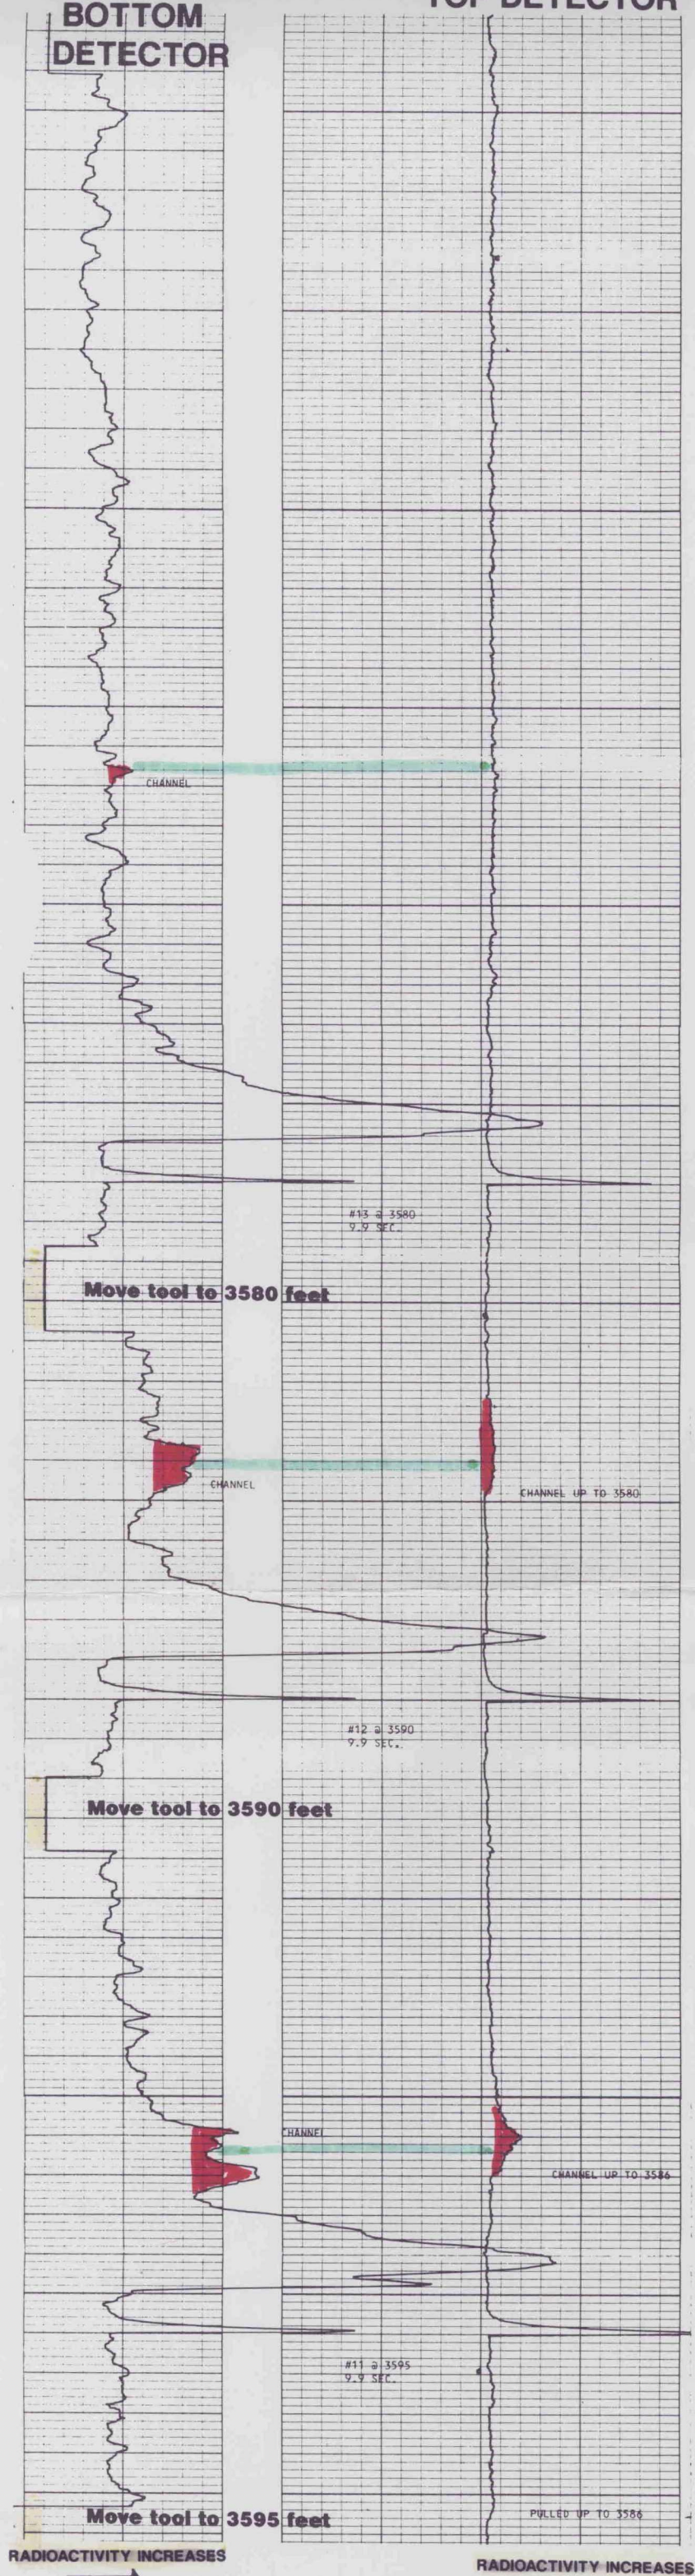 BOTTOM
DETECTOR
TOP DETECTOR
CHANNEL
#13 @ 3580
9.9 SEC.
Move tool to 3580 feet
CHANNEL
CHANNEL UP TO 3580
#12 @ 3590
9.9 SEC.
Move tool to 3590 feet
CHANNEL
CHANNEL UP TO 3586
#11 @ 3595
9.9 SEC.
Move tool to 3595 feet
PULLED UP TO 3586
RADIOACTIVITY INCREASES
RADIOACTIVITY INCREASES